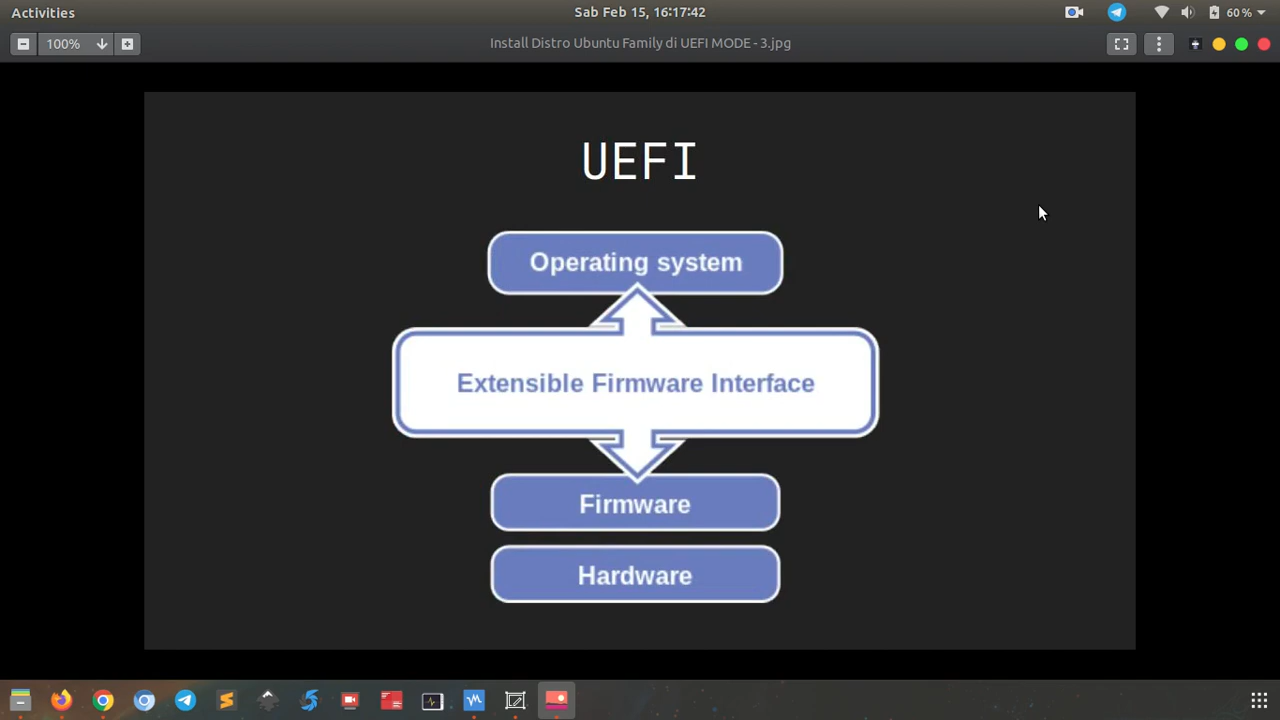 Activities
Sab Feb 15, 16:17:42
60 %
100%
Install Distro Ubuntu Family di UEFI MODE - 3.jpg
UEFI
Operating system
Extensible Firmware Interface
Firmware
Hardware